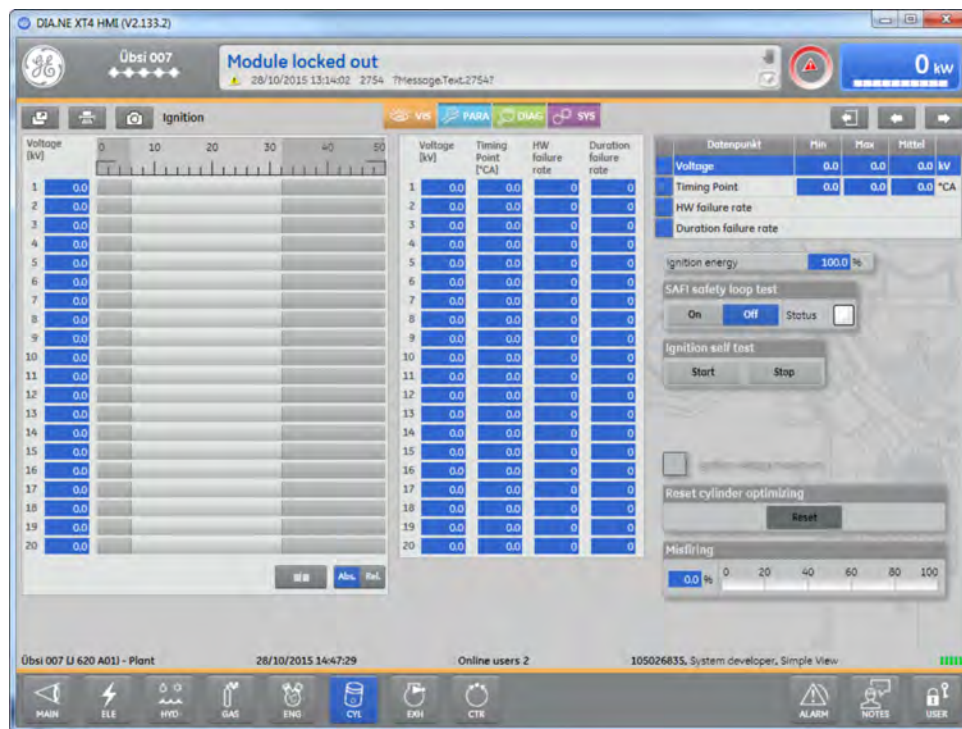 DIA.NE XT4 HMI (V2.133.2)
Übsi 007
Module locked out
28/10/2015 13:14:02 2754 ?Message.Text.2754?
0 kW
Ignition
VIS PARA DIAG SYS
Voltage [kV]
0 10 20 30 40 50
1 0.0
2 0.0
3 0.0
4 0.0
5 0.0
6 0.0
7 0.0
8 0.0
9 0.0
10 0.0
11 0.0
12 0.0
13 0.0
14 0.0
15 0.0
16 0.0
17 0.0
18 0.0
19 0.0
20 0.0
Abs. Rel.
Voltage [kV] Timing Point [°CA] HW failure rate Duration failure rate
1 0.0 0.0 0 0
2 0.0 0.0 0 0
3 0.0 0.0 0 0
4 0.0 0.0 0 0
5 0.0 0.0 0 0
6 0.0 0.0 0 0
7 0.0 0.0 0 0
8 0.0 0.0 0 0
9 0.0 0.0 0 0
10 0.0 0.0 0 0
11 0.0 0.0 0 0
12 0.0 0.0 0 0
13 0.0 0.0 0 0
14 0.0 0.0 0 0
15 0.0 0.0 0 0
16 0.0 0.0 0 0
17 0.0 0.0 0 0
18 0.0 0.0 0 0
19 0.0 0.0 0 0
20 0.0 0.0 0 0
Datenpunkt Min Max Mittel
Voltage 0.0 0.0 0.0 kV
Timing Point 0.0 0.0 0.0 °CA
HW failure rate
Duration failure rate
Ignition energy 100.0 %
SAFI safety loop test
On Off Status
Ignition self test
Start Stop
Reset cylinder optimizing
Reset
Misfiring
0.0 % 0 20 40 60 80 100
Übsi 007 (J 620 A01) - Plant 28/10/2015 14:47:29 Online users 2 105026835, System developer, Simple View
MAIN ELE HYD GAS ENG CYL EXH CTR ALARM NOTES USER